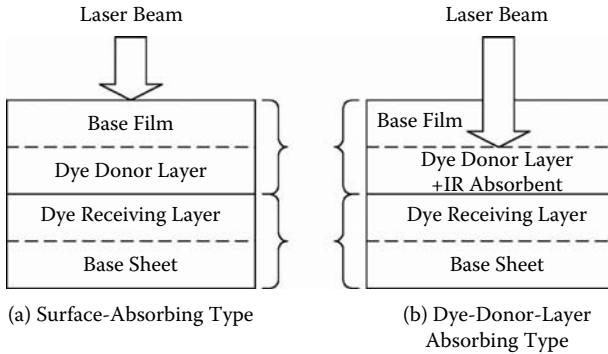 Laser Beam
Base Film
Dye Donor Layer
Dye Receiving Layer
Base Sheet
(a) Surface-Absorbing Type
Laser Beam
Base Film
Dye Donor Layer
+IR Absorbent
Dye Receiving Layer
Base Sheet
(b) Dye-Donor-Layer
Absorbing Type